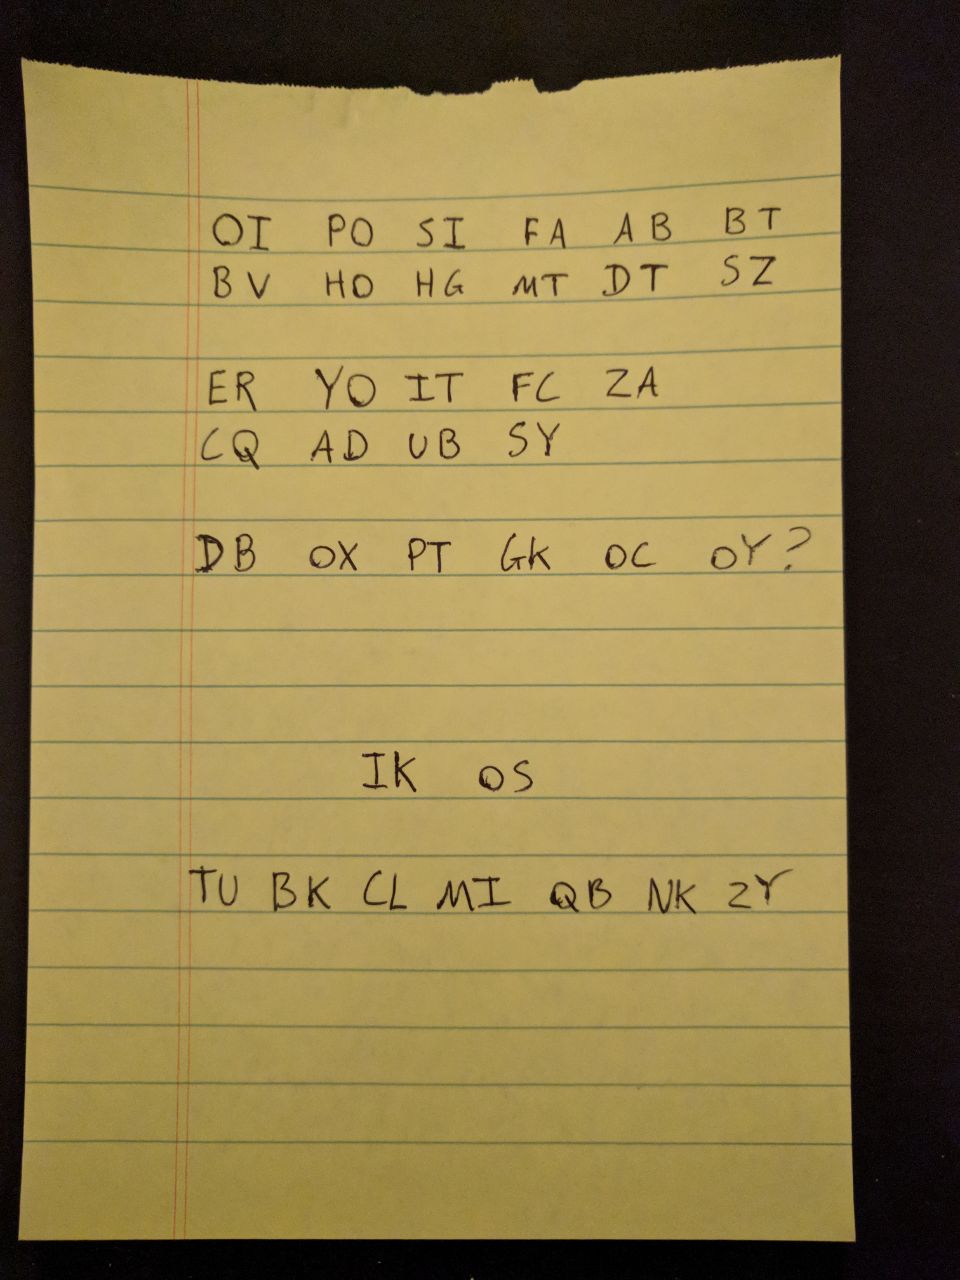 OI PO SI FA AB BT
BV HO HG MT DT SZ
ER YO IT FC ZA
CQ AD UB SY
DB OX PT GK OC OY?
IK OS
TU BK CL MI QB NK ZY